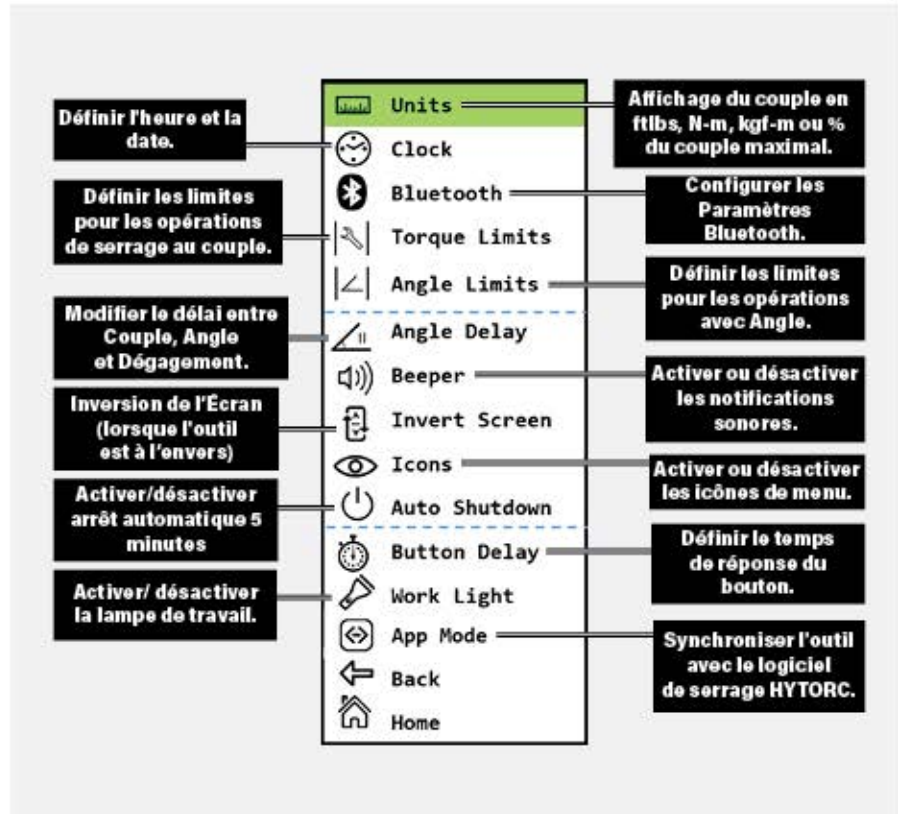 Définir l'heure et la
date.
Définir les limites
pour les opérations
de serrage au couple.
Modifier le délai entre
Couple, Angle
et Dégagement.
Inversion de l'Écran
(lorsque l'outil
est à l'envers)
Activer/désactiver
arrêt automatique 5
minutes
Activer/ désactiver
la lampe de travail.
Units
Clock
Bluetooth
Torque Limits
Angle Limits
Angle Delay
Beeper
Invert Screen
Icons
Auto Shutdown
Button Delay
Work Light
App Mode
Back
Home
Affichage du couple en
ftlbs, N-m, kgf-m ou %
du couple maximal.
Configurer les
Paramètres
Bluetooth.
Définir les limites
pour les opérations
avec Angle.
Activer ou désactiver
les notifications
sonores.
Activer ou désactiver
les icônes de menu.
Définir le temps
de réponse du
bouton.
Synchroniser l'outil
avec le logiciel
de serrage HYTORC.